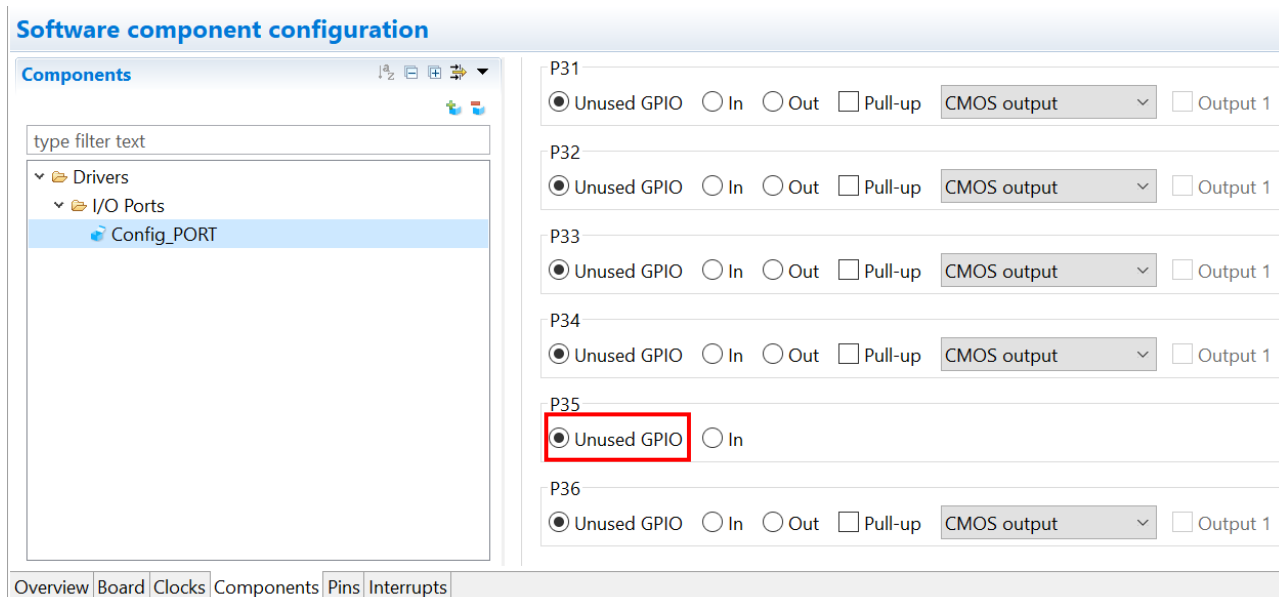 Software component configuration
Components
type filter text
Drivers
I/O Ports
Config_PORT
P31
Unused GPIO In Out Pull-up CMOS output Output 1
P32
Unused GPIO In Out Pull-up CMOS output Output 1
P33
Unused GPIO In Out Pull-up CMOS output Output 1
P34
Unused GPIO In Out Pull-up CMOS output Output 1
P35
Unused GPIO In
P36
Unused GPIO In Out Pull-up CMOS output Output 1
Overview Board Clocks Components Pins Interrupts